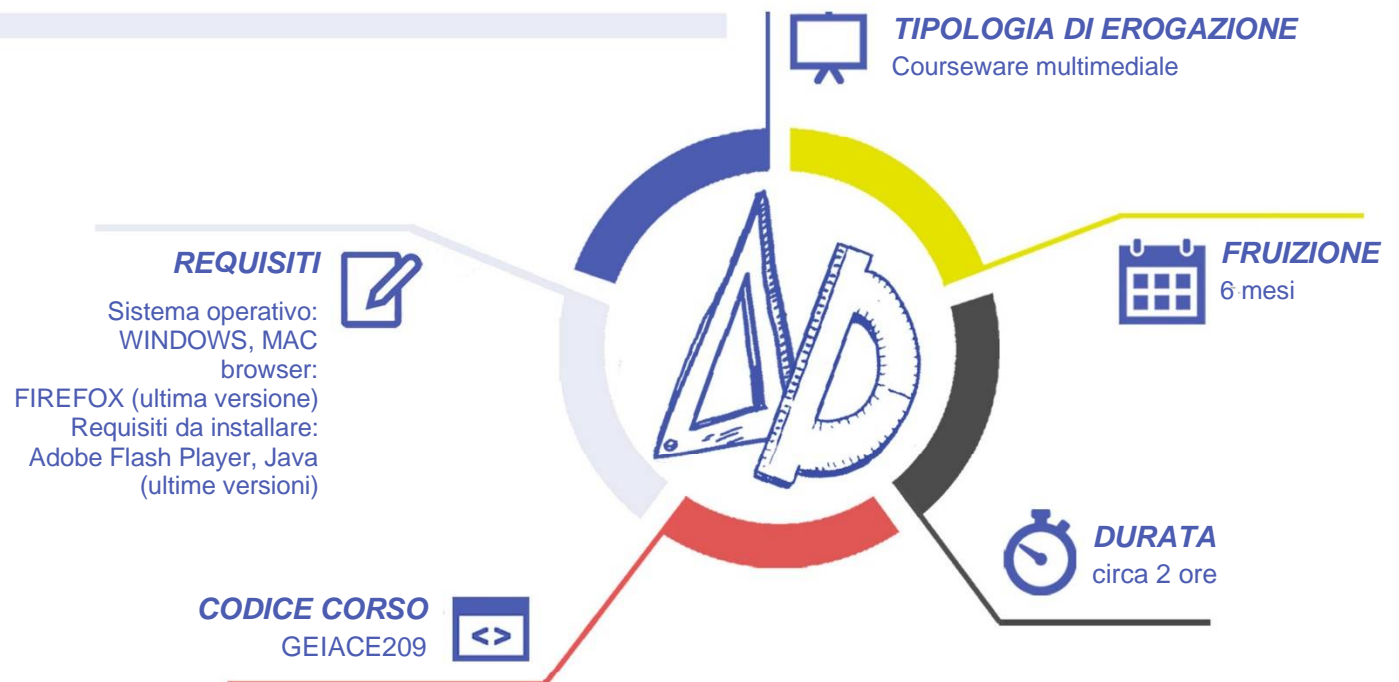 TIPOLOGIA DI EROGAZIONE
Courseware multimediale
REQUISITI
Sistema operativo:
WINDOWS, MAC
browser:
FIREFOX (ultima versione)
Requisiti da installare:
Adobe Flash Player, Java
(ultime versioni)
FRUIZIONE
6 mesi
DURATA
circa 2 ore
CODICE CORSO
<>
GEIACE209